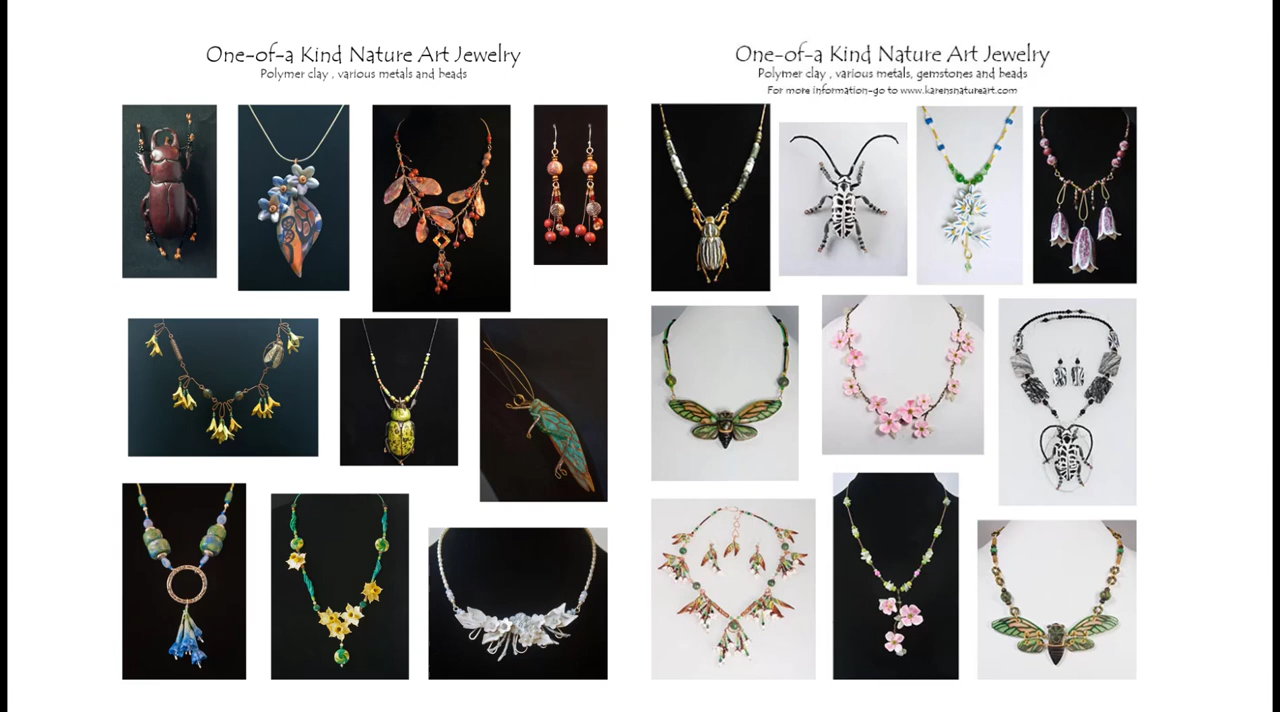 One-of-a Kind Nature Art Jewelry
Polymer clay , various metals and beads
One-of-a Kind Nature Art Jewelry
Polymer clay , various metals, gemstones and beads
For more information-go to www.karensnatureart.com